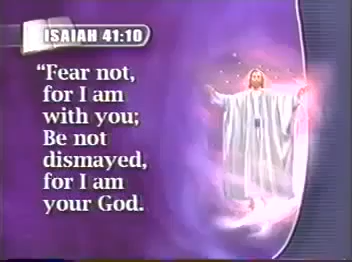 ISAIAH 41:10
“Fear not,
for I am
with you;
Be not
dismayed,
for I am
your God.